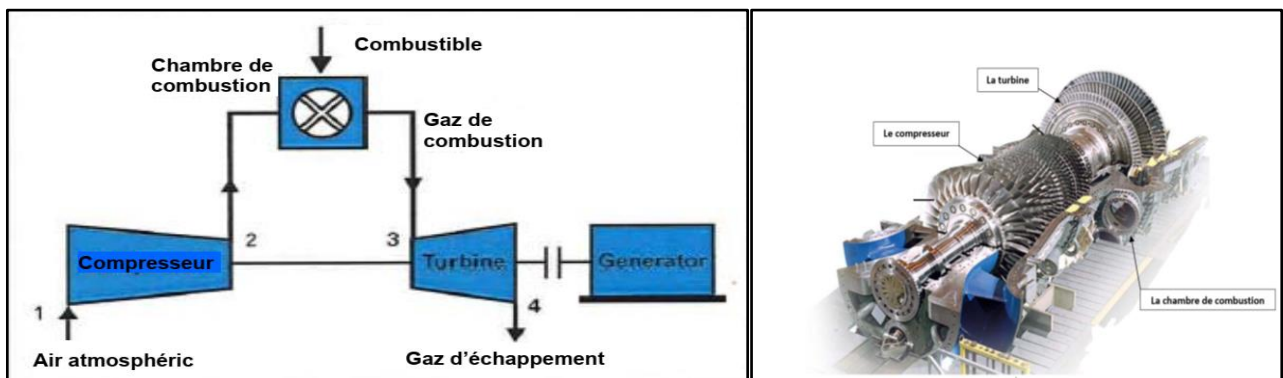 Combustible
Chambre de
combustion
Gaz de
combustion
2
3
Compresseur
Turbine
Generator
1
4
Air atmosphéric
Gaz d'échappement
La turbine
Le compresseur
La chambre de combustion